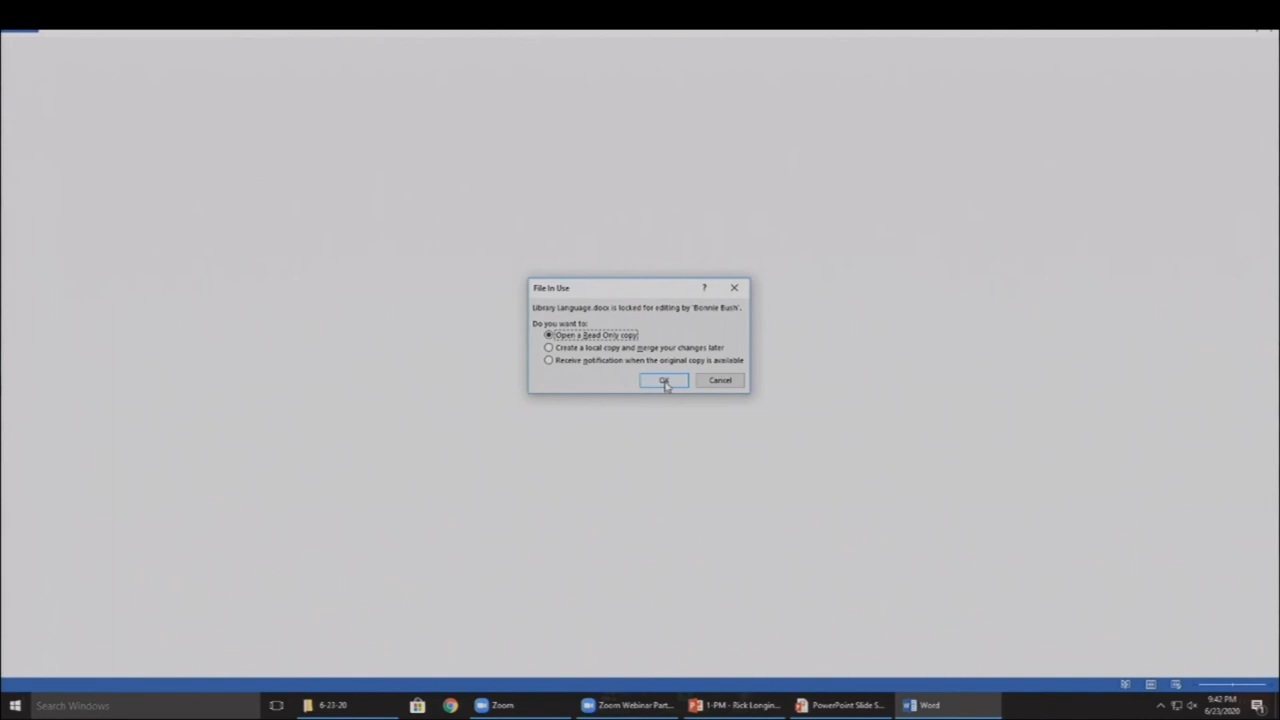 File In Use
Library Language.docx is locked for editing by 'Bonnie Bush'.
Do you want to:
Open a Read Only copy
Create a local copy and merge your changes later
Receive notification when the original copy is available
OK
Cancel
Search Windows
6-23-20
Zoom
Zoom Webinar Part...
1-PM - Rick Longin...
PowerPoint Slide S...
Word
9:42 PM
6/23/2020